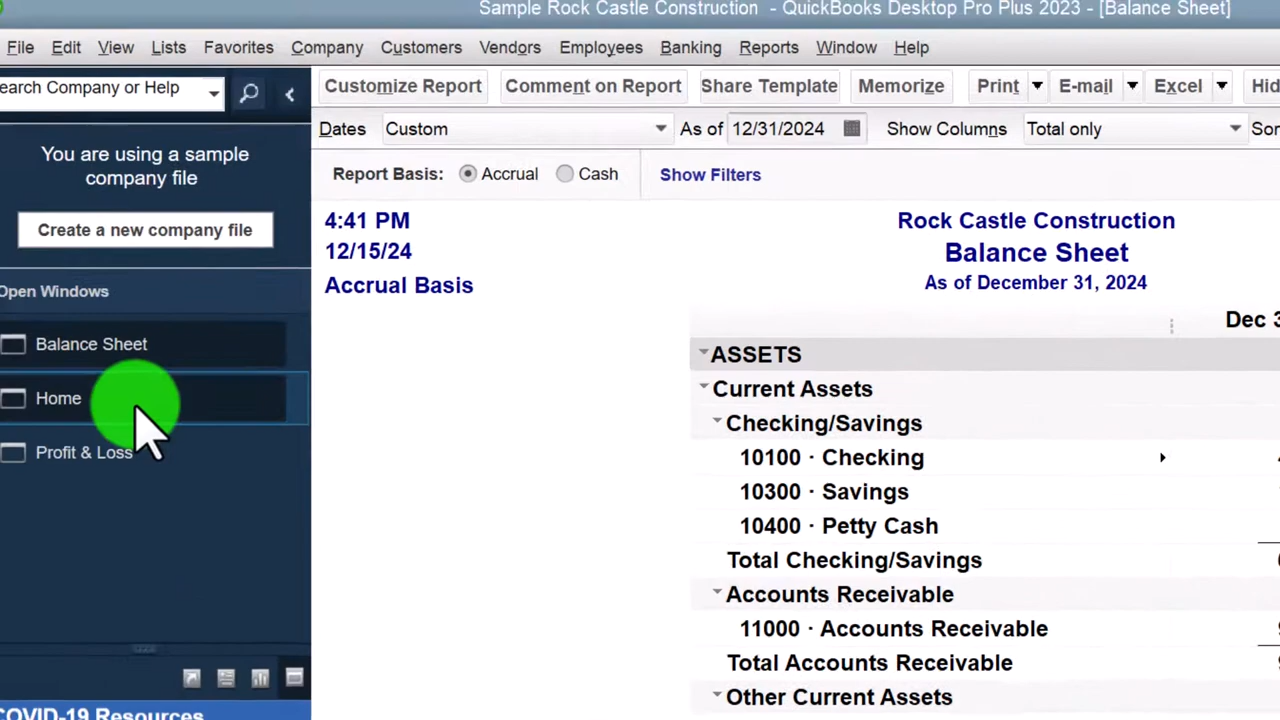 Sample Rock Castle Construction - QuickBooks Desktop Pro Plus 2023 - [Balance Sheet]
File Edit View Lists Favorites Company Customers Vendors Employees Banking Reports Window Help
earch Company or Help
Customize Report Comment on Report Share Template Memorize Print E-mail Excel Hid
Dates Custom As of 12/31/2024 Show Columns Total only Sor
You are using a sample
company file
Create a new company file
Report Basis: Accrual Cash Show Filters
4:41 PM
12/15/24
Accrual Basis
Rock Castle Construction
Balance Sheet
As of December 31, 2024
Open Windows
Balance Sheet
Home
Profit & Loss
Dec 3
ASSETS
Current Assets
Checking/Savings
10100 · Checking
10300 · Savings
10400 · Petty Cash
Total Checking/Savings
Accounts Receivable
11000 · Accounts Receivable
Total Accounts Receivable
Other Current Assets
COVID-19 Resources